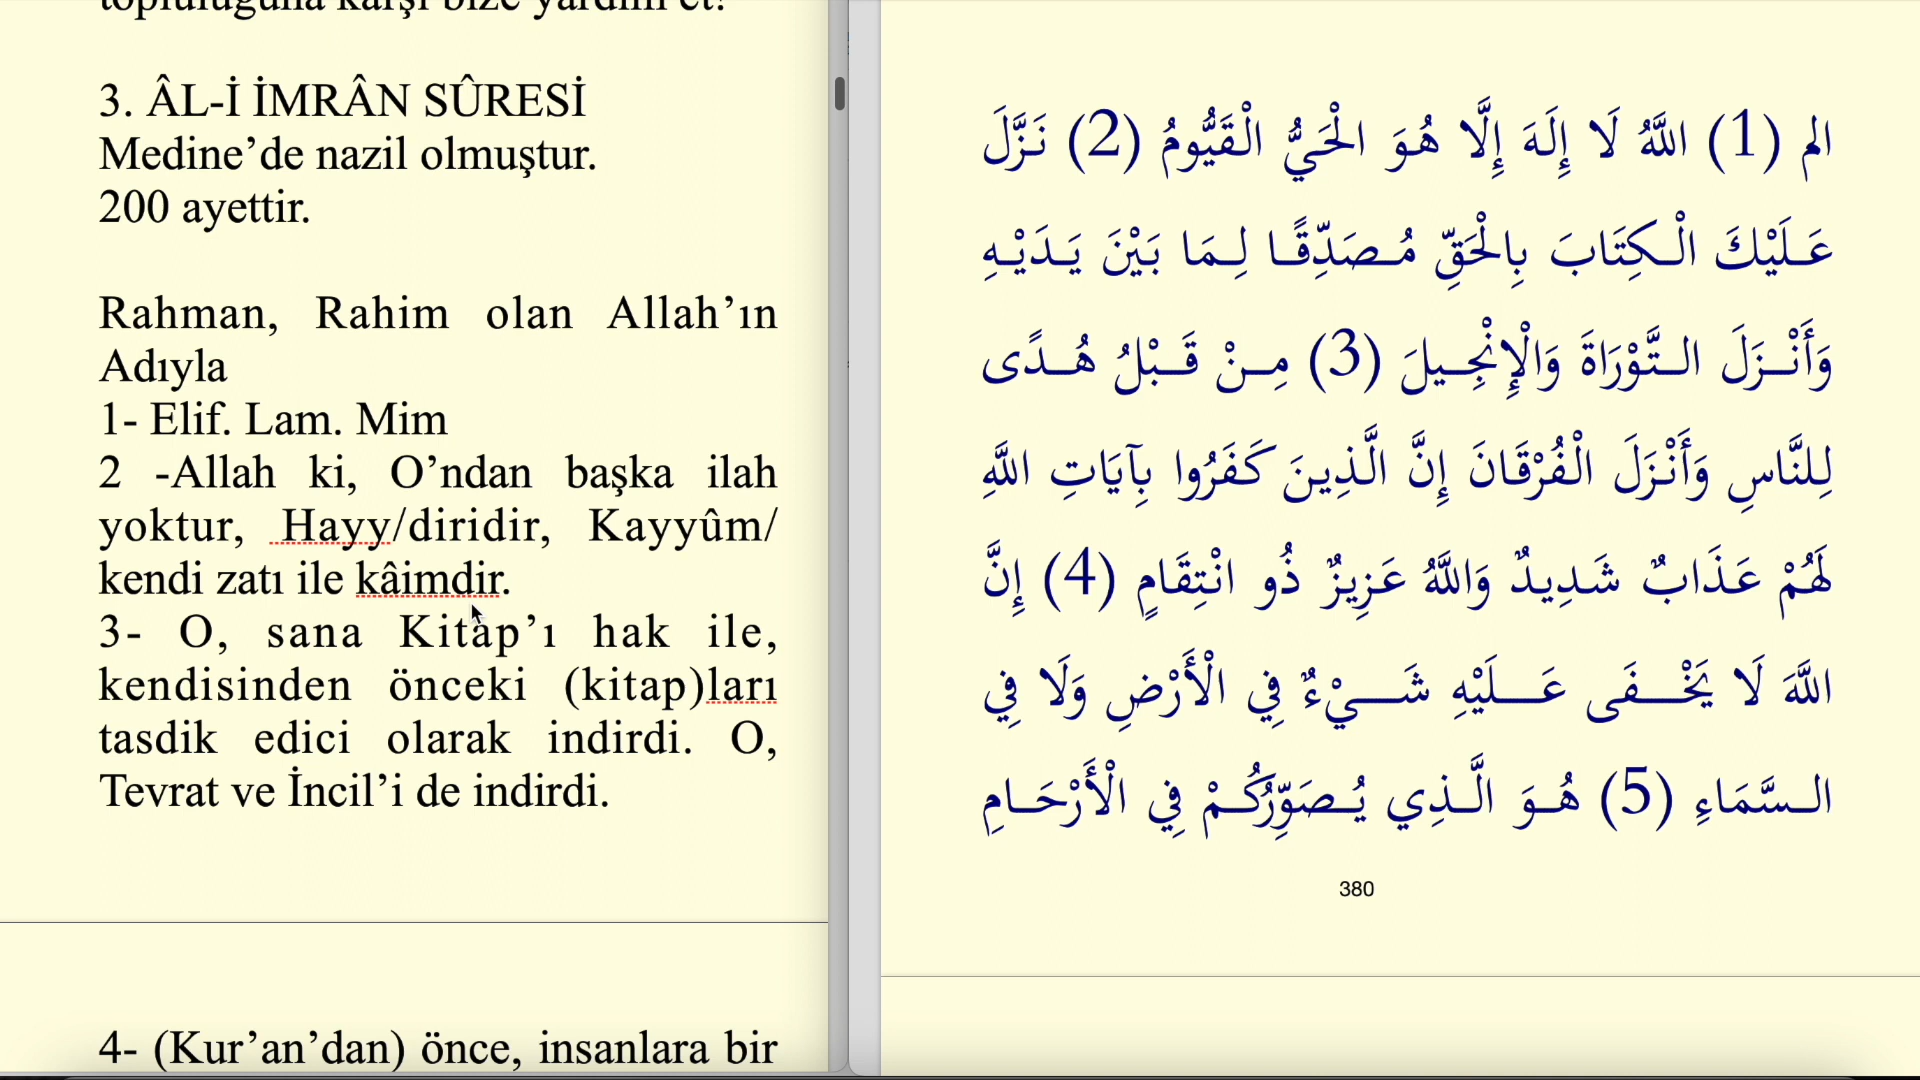 topluluğuna karşı bize yardım et!
3. ÂL-İ İMRÂN SÛRESİ
Medine’de nazil olmuştur.
200 ayettir.
Rahman, Rahim olan Allah’ın
Adıyla
1- Elif. Lam. Mim
2 -Allah ki, O’ndan başka ilah
yoktur, Hayy/diridir, Kayyûm/
kendi zatı ile kâimdir.
3- O, sana Kitap’ı hak ile,
kendisinden önceki (kitap)ları
tasdik edici olarak indirdi. O,
Tevrat ve İncil’i de indirdi.
4- (Kur’an’dan) önce, insanlara bir
الم (1) اللَّهُ لَا إِلَهَ إِلَّا هُوَ الْحَيُّ الْقَيُّومُ (2) نَزَّلَ
عَلَيْكَ الْكِتَابَ بِالْحَقِّ مُصَدِّقًا لِمَا بَيْنَ يَدَيْهِ
وَأَنْزَلَ التَّوْرَاةَ وَالْإِنْجِيلَ (3) مِنْ قَبْلُ هُدًى
لِلنَّاسِ وَأَنْزَلَ الْفُرْقَانَ إِنَّ الَّذِينَ كَفَرُوا بِآيَاتِ اللَّهِ
لَهُمْ عَذَابٌ شَدِيدٌ وَاللَّهُ عَزِيزٌ ذُو انْتِقَامٍ (4) إِنَّ
اللَّهَ لَا يَخْفَى عَلَيْهِ شَيْءٌ فِي الْأَرْضِ وَلَا فِي
السَّمَاءِ (5) هُوَ الَّذِي يُصَوِّرُكُمْ فِي الْأَرْحَامِ
380